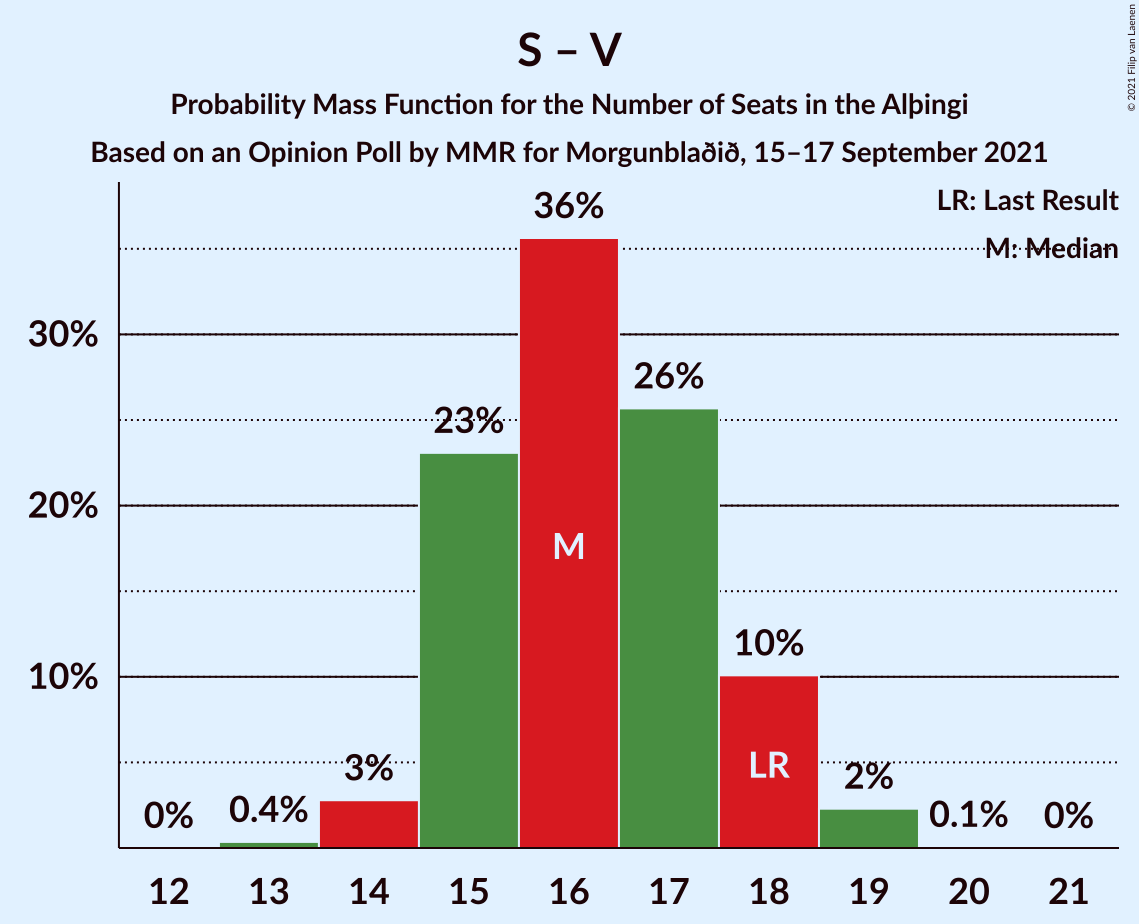 S – V
Probability Mass Function for the Number of Seats in the Alþingi
Based on an Opinion Poll by MMR for Morgunblaðið, 15–17 September 2021
© 2021 Filip van Laenen
LR: Last Result
M: Median
36%
30%
26%
23%
20%
M
10%
10%
LR
3%
2%
0%
0.4%
0.1%
0%
12 13 14 15 16 17 18 19 20 21